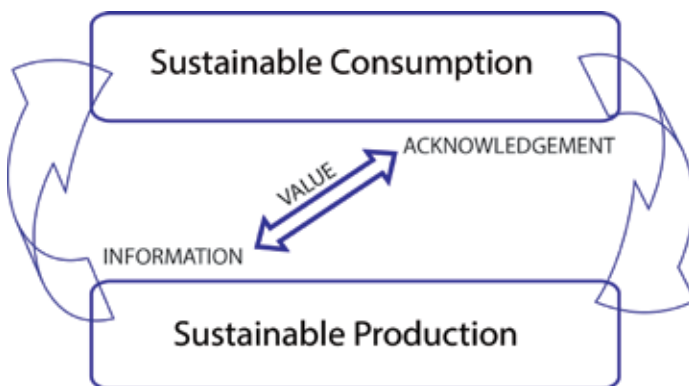 Sustainable Consumption
ACKNOWLEDGEMENT
VALUE
INFORMATION
Sustainable Production